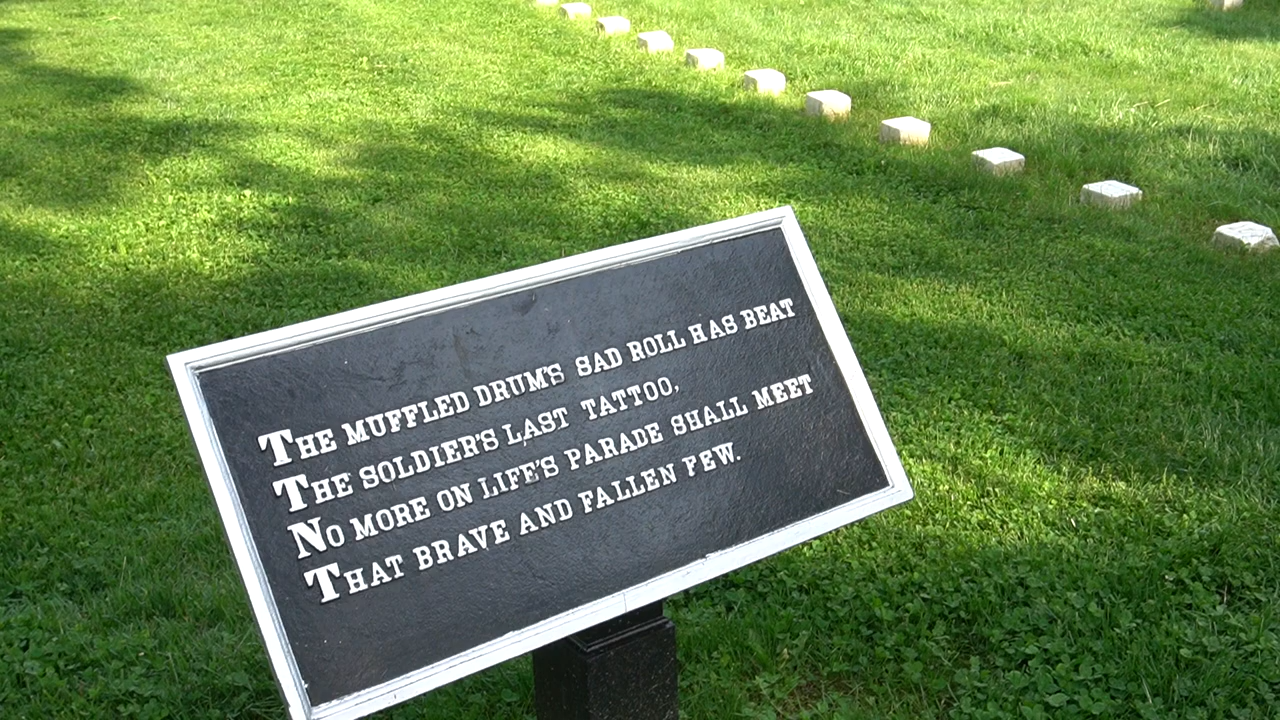 THE MUFFLED DRUM'S SAD ROLL HAS BEAT
THE SOLDIER'S LAST TATTOO,
NO MORE ON LIFE'S PARADE SHALL MEET
THAT BRAVE AND FALLEN FEW.